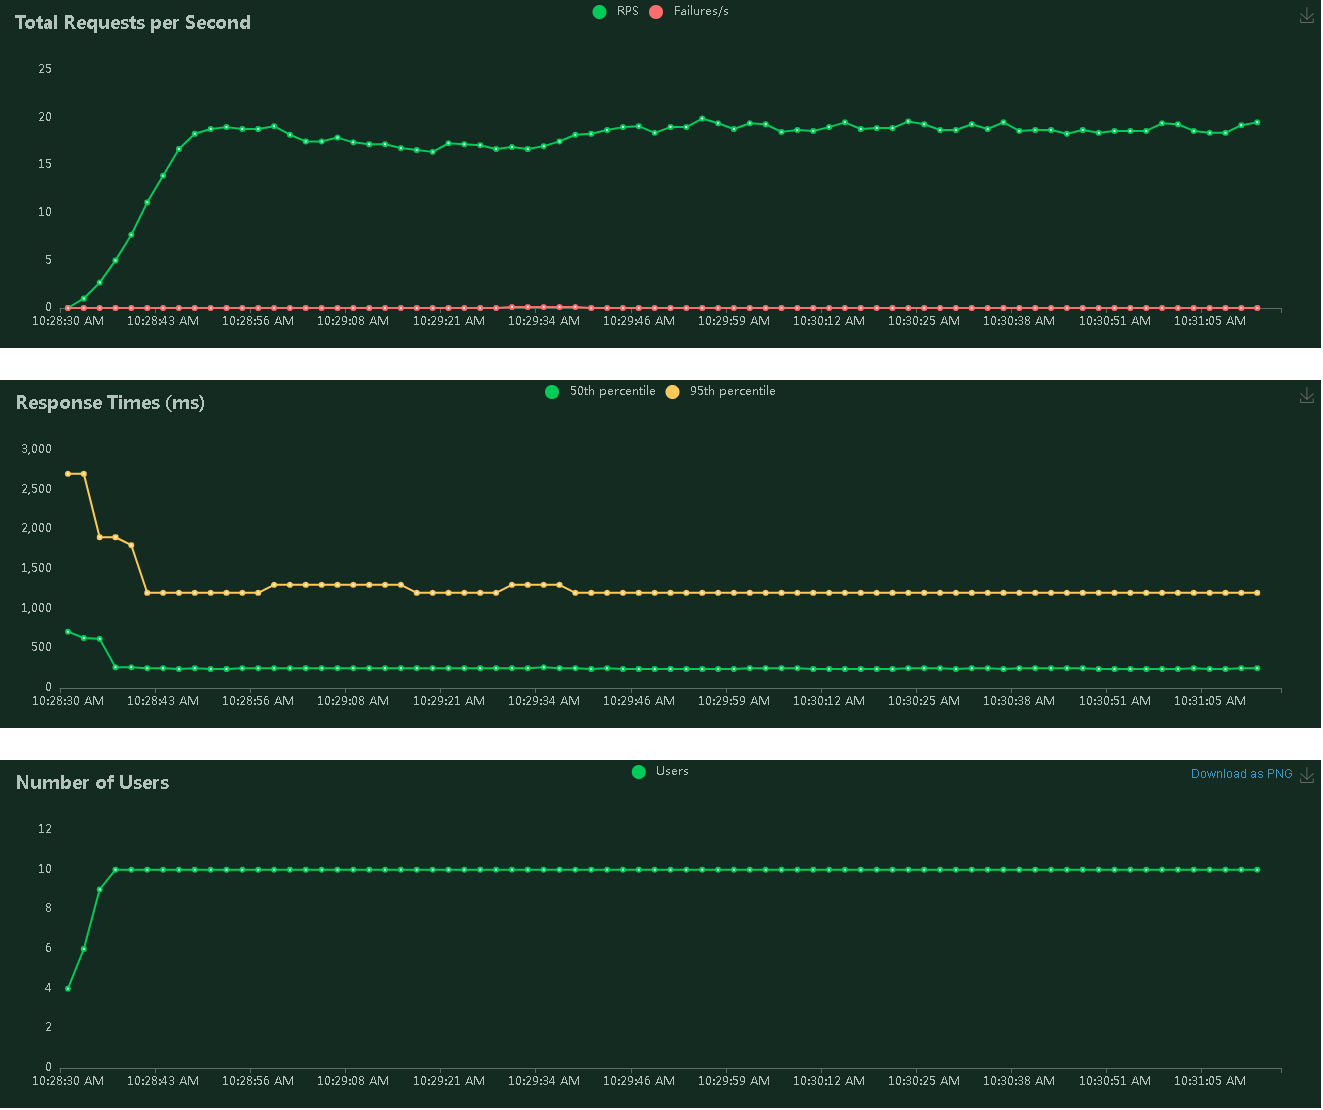 Total Requests per Second
RPS Failures/s
25
20
15
10
5
0
10:28:30 AM 10:28:43 AM 10:28:56 AM 10:29:08 AM 10:29:21 AM 10:29:34 AM 10:29:46 AM 10:29:59 AM 10:30:12 AM 10:30:25 AM 10:30:38 AM 10:30:51 AM 10:31:05 AM
Response Times (ms)
50th percentile 95th percentile
3,000
2,500
2,000
1,500
1,000
500
0
10:28:30 AM 10:28:43 AM 10:28:56 AM 10:29:08 AM 10:29:21 AM 10:29:34 AM 10:29:46 AM 10:29:59 AM 10:30:12 AM 10:30:25 AM 10:30:38 AM 10:30:51 AM 10:31:05 AM
Number of Users
Users
Download as PNG
12
10
8
6
4
2
0
10:28:30 AM 10:28:43 AM 10:28:56 AM 10:29:08 AM 10:29:21 AM 10:29:34 AM 10:29:46 AM 10:29:59 AM 10:30:12 AM 10:30:25 AM 10:30:38 AM 10:30:51 AM 10:31:05 AM